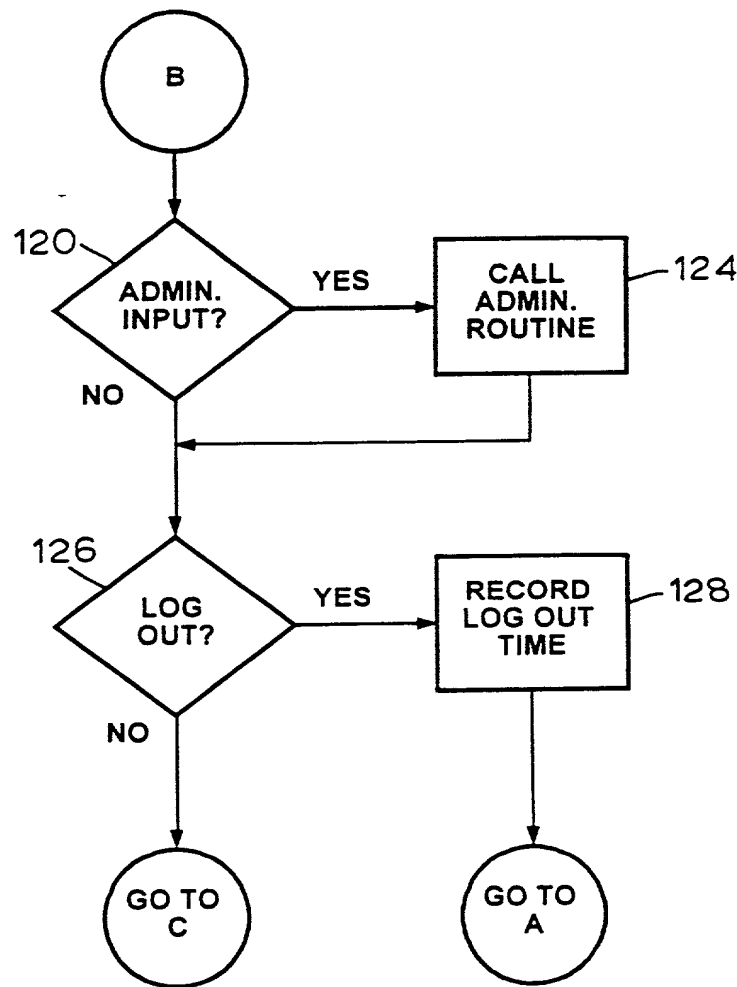 B
120
ADMIN.
INPUT?
YES
CALL
ADMIN.
ROUTINE
124
NO
126
LOG
OUT?
YES
RECORD
LOG OUT
TIME
128
NO
GO TO
C
GO TO
A